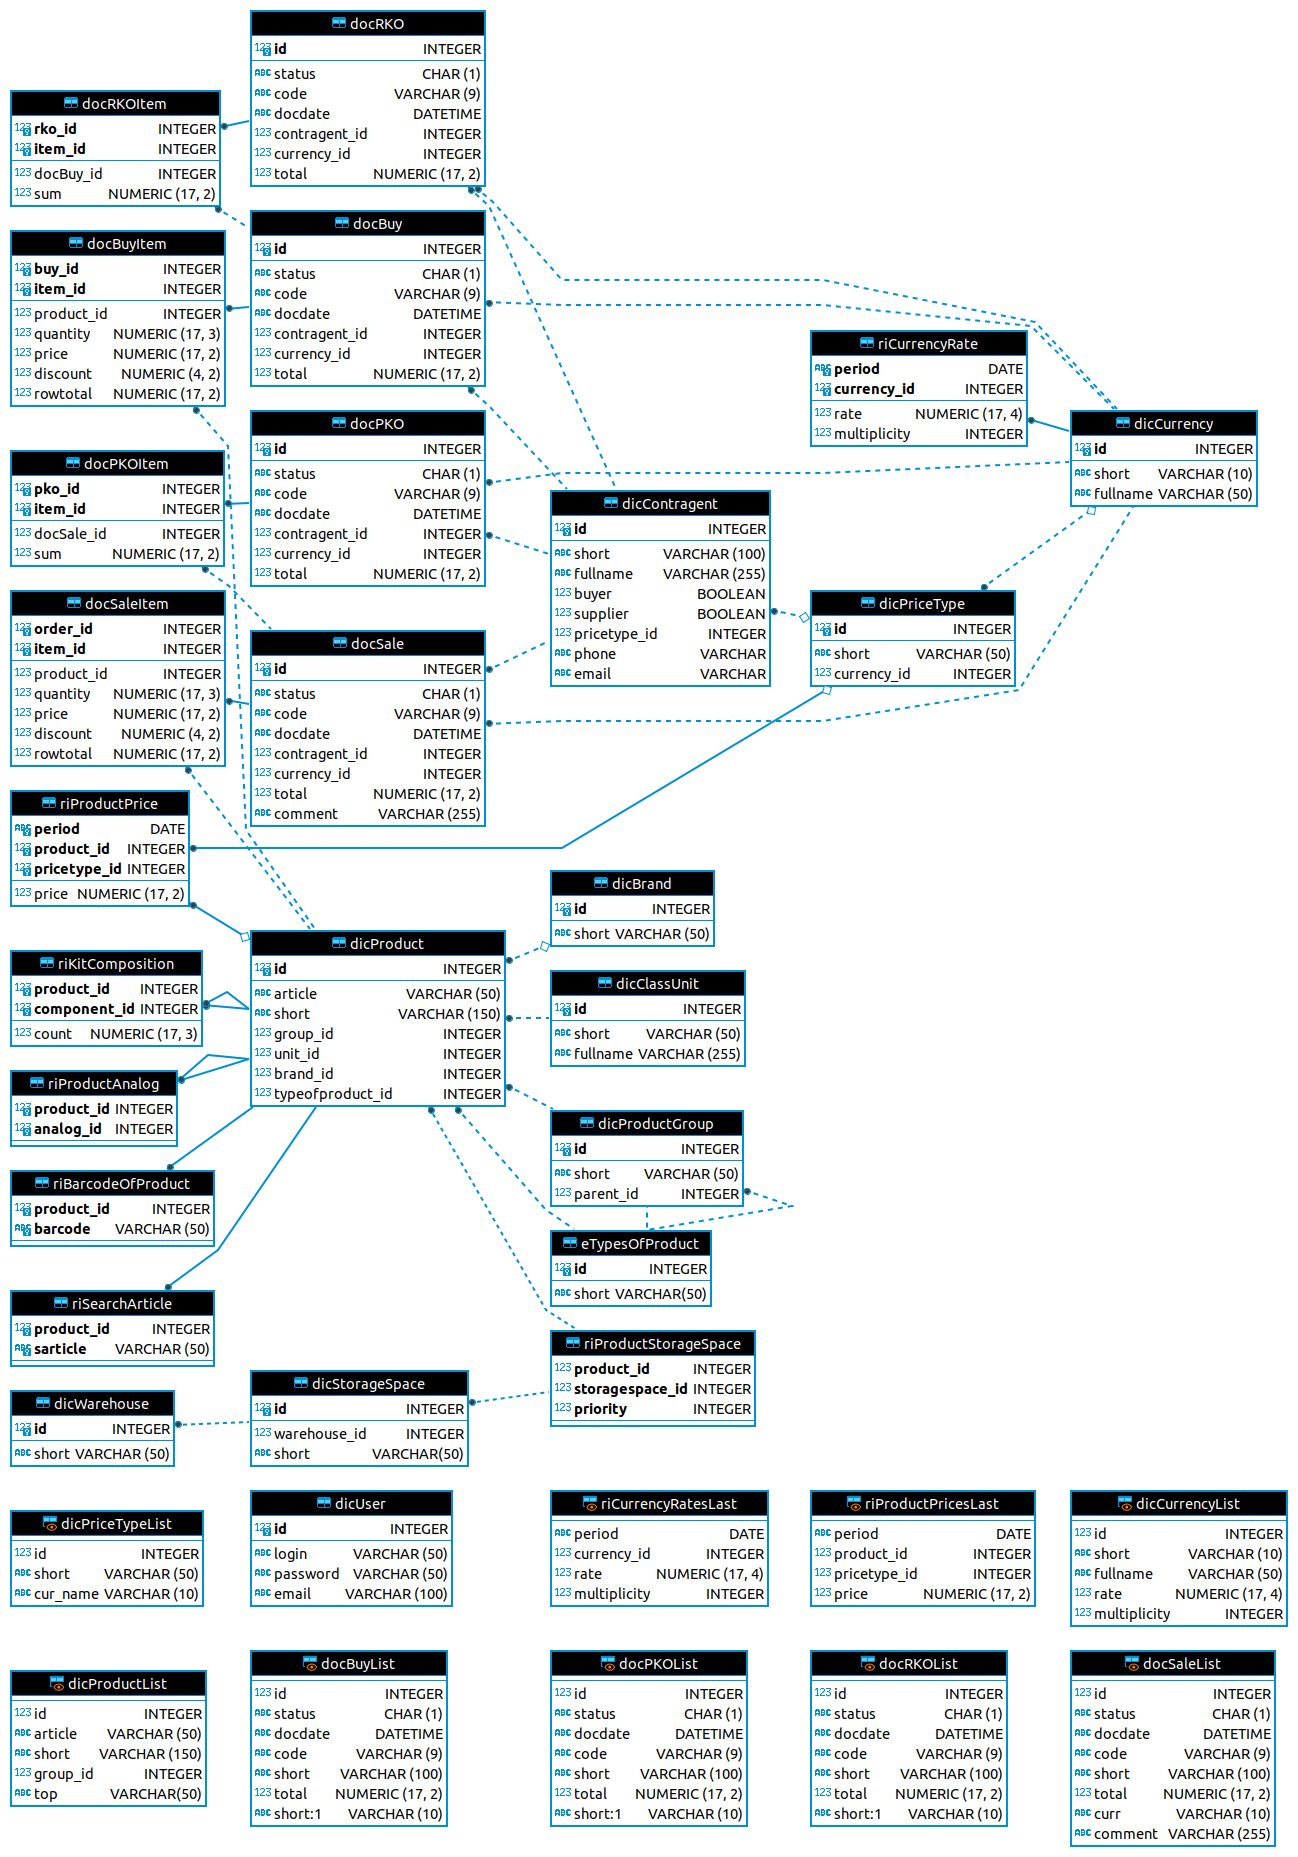 docRKO
id INTEGER
status CHAR (1)
code VARCHAR (9)
docdate DATETIME
contragent_id INTEGER
currency_id INTEGER
total NUMERIC (17, 2)
docRKOItem
rko_id INTEGER
item_id INTEGER
docBuy_id INTEGER
sum NUMERIC (17, 2)
docBuy
id INTEGER
status CHAR (1)
code VARCHAR (9)
docdate DATETIME
contragent_id INTEGER
currency_id INTEGER
total NUMERIC (17, 2)
docBuyItem
buy_id INTEGER
item_id INTEGER
product_id INTEGER
quantity NUMERIC (17, 3)
price NUMERIC (17, 2)
discount NUMERIC (4, 2)
rowtotal NUMERIC (17, 2)
riCurrencyRate
period DATE
currency_id INTEGER
rate NUMERIC (17, 4)
multiplicity INTEGER
dicCurrency
id INTEGER
short VARCHAR (10)
fullname VARCHAR (50)
docPKO
id INTEGER
status CHAR (1)
code VARCHAR (9)
docdate DATETIME
contragent_id INTEGER
currency_id INTEGER
total NUMERIC (17, 2)
docPKOItem
pko_id INTEGER
item_id INTEGER
docSale_id INTEGER
sum NUMERIC (17, 2)
dicContragent
id INTEGER
short VARCHAR (100)
fullname VARCHAR (255)
buyer BOOLEAN
supplier BOOLEAN
pricetype_id INTEGER
phone VARCHAR
email VARCHAR
dicPriceType
id INTEGER
short VARCHAR (50)
currency_id INTEGER
docSaleItem
order_id INTEGER
item_id INTEGER
product_id INTEGER
quantity NUMERIC (17, 3)
price NUMERIC (17, 2)
discount NUMERIC (4, 2)
rowtotal NUMERIC (17, 2)
docSale
id INTEGER
status CHAR (1)
code VARCHAR (9)
docdate DATETIME
contragent_id INTEGER
currency_id INTEGER
total NUMERIC (17, 2)
comment VARCHAR (255)
riProductPrice
period DATE
product_id INTEGER
pricetype_id INTEGER
price NUMERIC (17, 2)
dicBrand
id INTEGER
short VARCHAR (50)
dicProduct
id INTEGER
article VARCHAR (50)
short VARCHAR (150)
group_id INTEGER
unit_id INTEGER
brand_id INTEGER
typeofproduct_id INTEGER
riKitComposition
product_id INTEGER
component_id INTEGER
count NUMERIC (17, 3)
dicClassUnit
id INTEGER
short VARCHAR (50)
fullname VARCHAR (255)
riProductAnalog
product_id INTEGER
analog_id INTEGER
dicProductGroup
id INTEGER
short VARCHAR (50)
parent_id INTEGER
riBarcodeOfProduct
product_id INTEGER
barcode VARCHAR (50)
eTypesOfProduct
id INTEGER
short VARCHAR(50)
riSearchArticle
product_id INTEGER
sarticle VARCHAR (50)
riProductStorageSpace
product_id INTEGER
storagespace_id INTEGER
priority INTEGER
dicStorageSpace
id INTEGER
warehouse_id INTEGER
short VARCHAR(50)
dicWarehouse
id INTEGER
short VARCHAR (50)
dicPriceTypeList
id INTEGER
short VARCHAR (50)
cur_name VARCHAR (10)
dicUser
id INTEGER
login VARCHAR (50)
password VARCHAR (50)
email VARCHAR (100)
riCurrencyRatesLast
period DATE
currency_id INTEGER
rate NUMERIC (17, 4)
multiplicity INTEGER
riProductPricesLast
period DATE
product_id INTEGER
pricetype_id INTEGER
price NUMERIC (17, 2)
dicCurrencyList
id INTEGER
short VARCHAR (10)
fullname VARCHAR (50)
rate NUMERIC (17, 4)
multiplicity INTEGER
dicProductList
id INTEGER
article VARCHAR (50)
short VARCHAR (150)
group_id INTEGER
top VARCHAR(50)
docBuyList
id INTEGER
status CHAR (1)
docdate DATETIME
code VARCHAR (9)
short VARCHAR (100)
total NUMERIC (17, 2)
short:1 VARCHAR (10)
docPKOList
id INTEGER
status CHAR (1)
docdate DATETIME
code VARCHAR (9)
short VARCHAR (100)
total NUMERIC (17, 2)
short:1 VARCHAR (10)
docRKOList
id INTEGER
status CHAR (1)
docdate DATETIME
code VARCHAR (9)
short VARCHAR (100)
total NUMERIC (17, 2)
short:1 VARCHAR (10)
docSaleList
id INTEGER
status CHAR (1)
docdate DATETIME
code VARCHAR (9)
short VARCHAR (100)
total NUMERIC (17, 2)
curr VARCHAR (10)
comment VARCHAR (255)